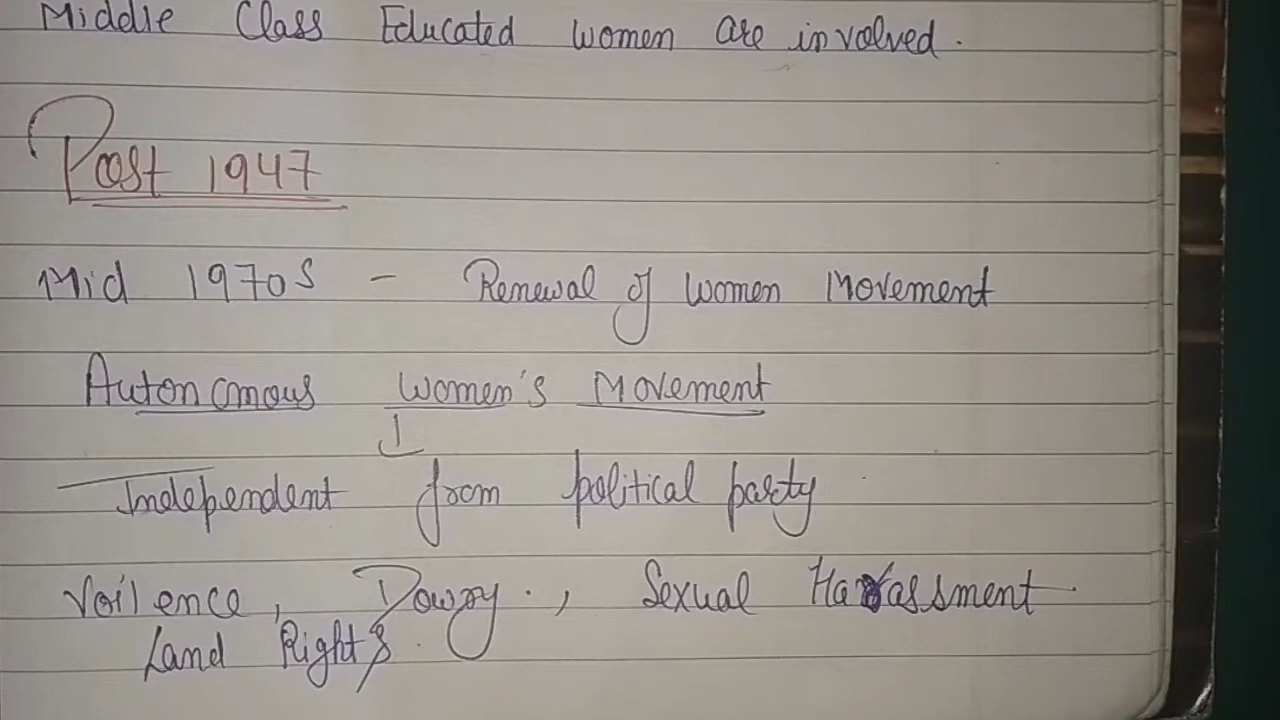 Middle Class Educated women are involved.
Post 1947
Mid 1970s - Renewal of women Movement
Autonomous women's Movement
↓
Independent from political party
Voilence, Dowry., Sexual Harassment.
Land Rights.